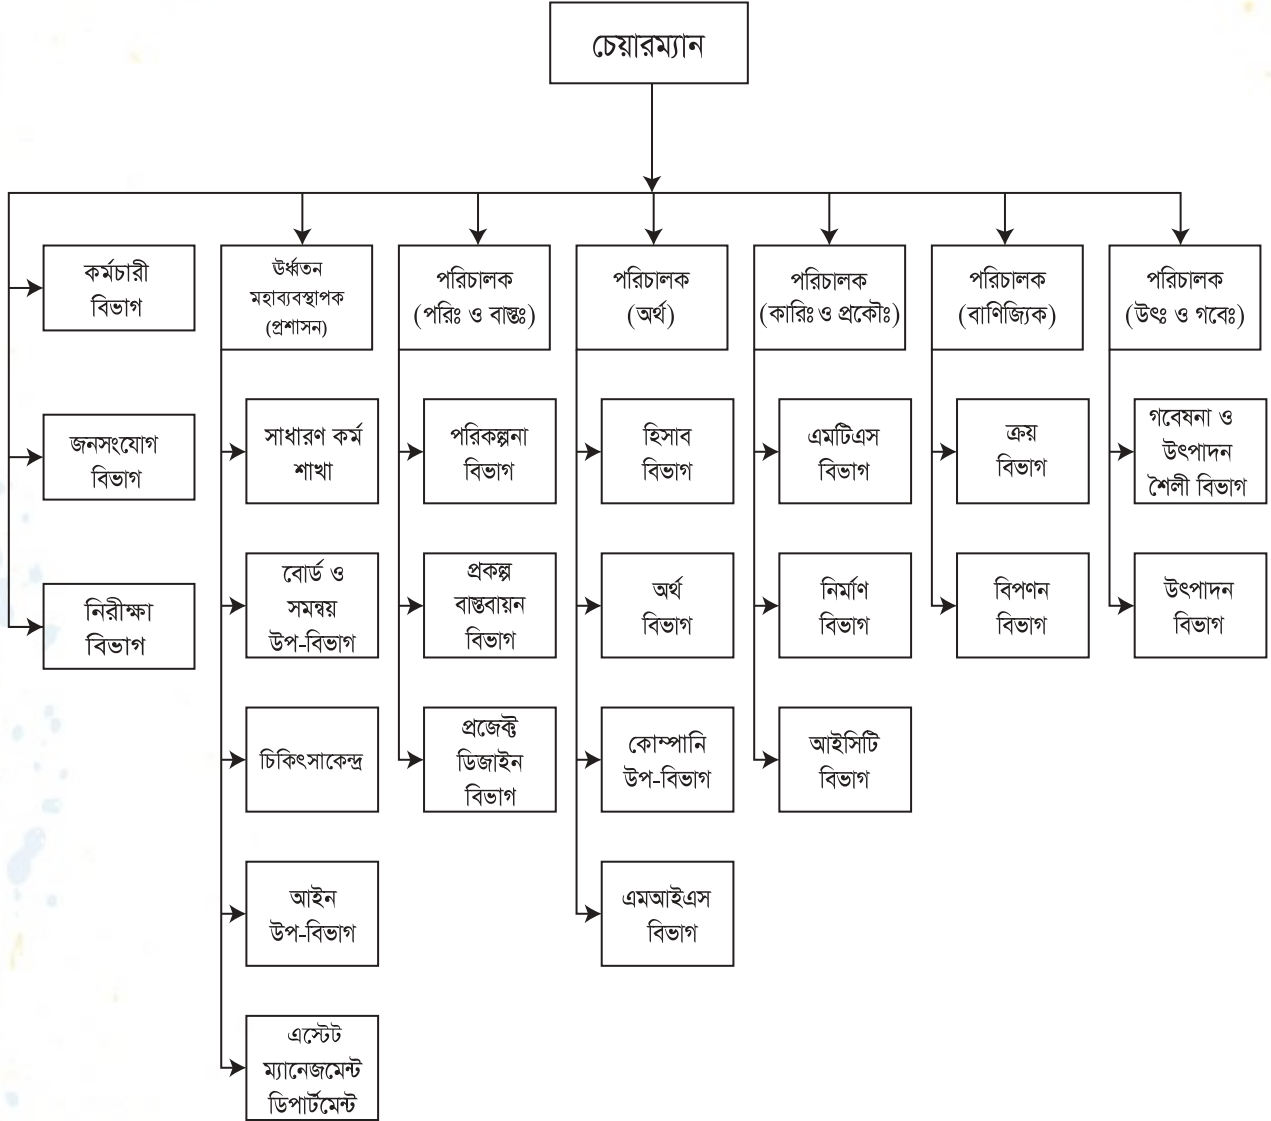 চেয়ারম্যান
কর্মচারী
বিভাগ
জনসংযোগ
বিভাগ
নিরীক্ষা
বিভাগ
ঊর্ধ্বতন
মহাব্যবস্থাপক
(প্রশাসন)
সাধারণ কর্ম
শাখা
বোর্ড ও
সমন্বয়
উপ-বিভাগ
চিকিৎসাকেন্দ্র
আইন
উপ-বিভাগ
এস্টেট
ম্যানেজমেন্ট
ডিপার্টমেন্ট
পরিচালক
(পরিঃ ও বাস্তঃ)
পরিকল্পনা
বিভাগ
প্রকল্প
বাস্তবায়ন
বিভাগ
প্রজেক্ট
ডিজাইন
বিভাগ
পরিচালক
(অর্থ)
হিসাব
বিভাগ
অর্থ
বিভাগ
কোম্পানি
উপ-বিভাগ
এমআইএস
বিভাগ
পরিচালক
(কারিঃ ও প্রকৌঃ)
এমটিএস
বিভাগ
নির্মাণ
বিভাগ
আইসিটি
বিভাগ
পরিচালক
(বাণিজ্যিক)
ক্রয়
বিভাগ
বিপণন
বিভাগ
পরিচালক
(উৎঃ ও গবেঃ)
গবেষনা ও
উৎপাদন
শৈলী বিভাগ
উৎপাদন
বিভাগ